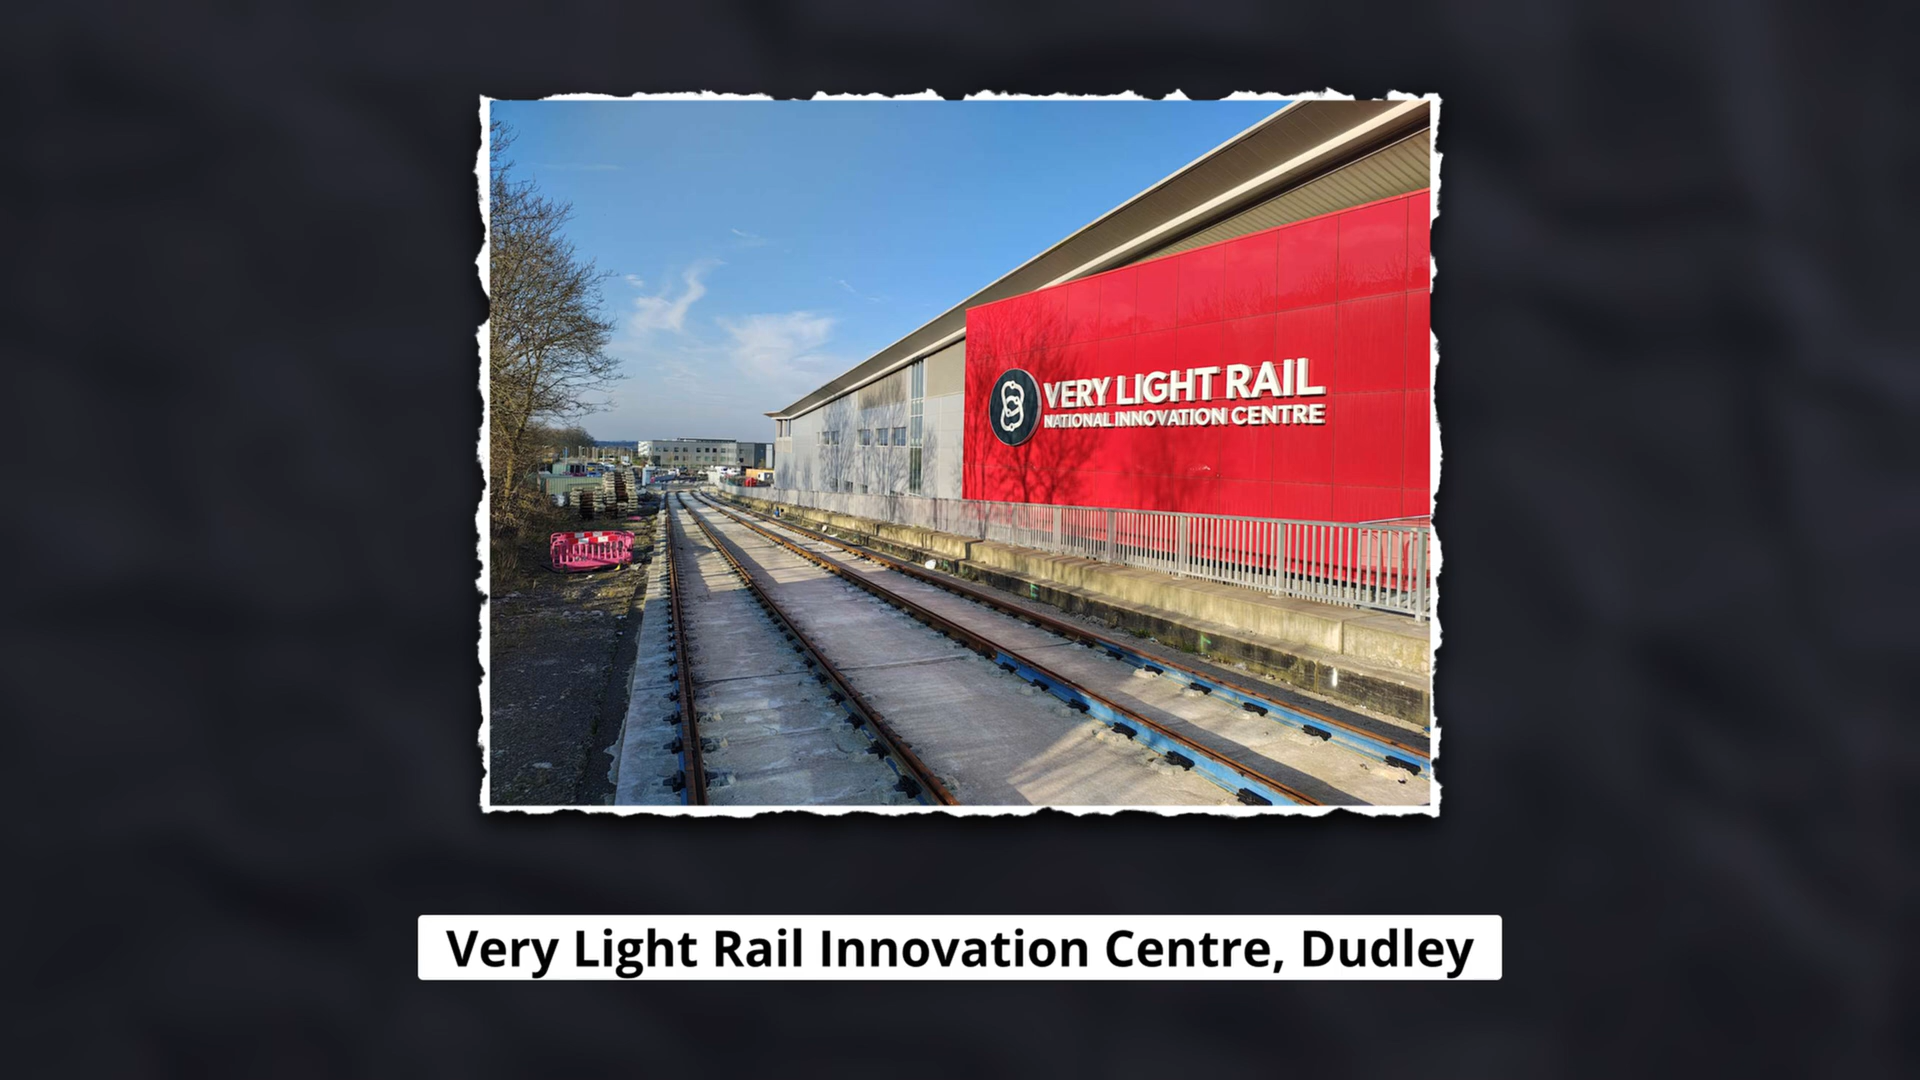 VERY LIGHT RAIL
NATIONAL INNOVATION CENTRE
Very Light Rail Innovation Centre, Dudley